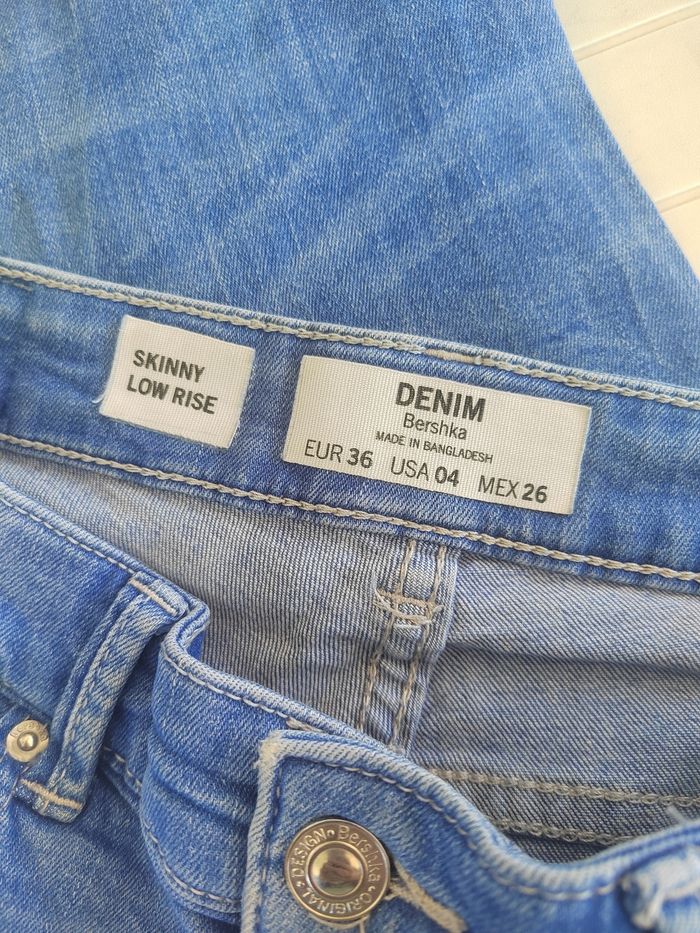 SKINNY
LOW RISE
DENIM
Bershka
MADE IN BANGLADESH
EUR 36 USA 04 MEX 26
DESIGN Bershka ORIGINAL